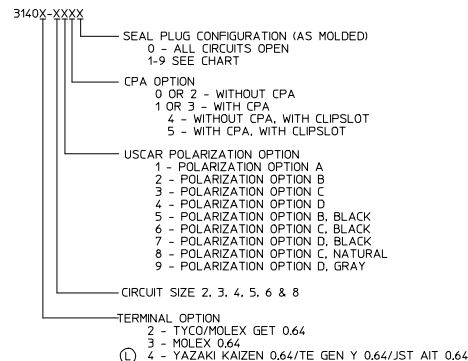 3140X-XXXX
SEAL PLUG CONFIGURATION (AS MOLDED)
0 - ALL CIRCUITS OPEN
1-9 SEE CHART
CPA OPTION
0 OR 2 - WITHOUT CPA
1 OR 3 - WITH CPA
4 - WITHOUT CPA, WITH CLIPSLOT
5 - WITH CPA, WITH CLIPSLOT
USCAR POLARIZATION OPTION
1 - POLARIZATION OPTION A
2 - POLARIZATION OPTION B
3 - POLARIZATION OPTION C
4 - POLARIZATION OPTION D
5 - POLARIZATION OPTION B, BLACK
6 - POLARIZATION OPTION C, BLACK
7 - POLARIZATION OPTION D, BLACK
8 - POLARIZATION OPTION C, NATURAL
9 - POLARIZATION OPTION D, GRAY
CIRCUIT SIZE 2, 3, 4, 5, 6 & 8
TERMINAL OPTION
2 - TYCO/MOLEX GET 0.64
3 - MOLEX 0.64
L 4 - YAZAKI KAIZEN 0.64/TE GEN Y 0.64/JST AIT 0.64